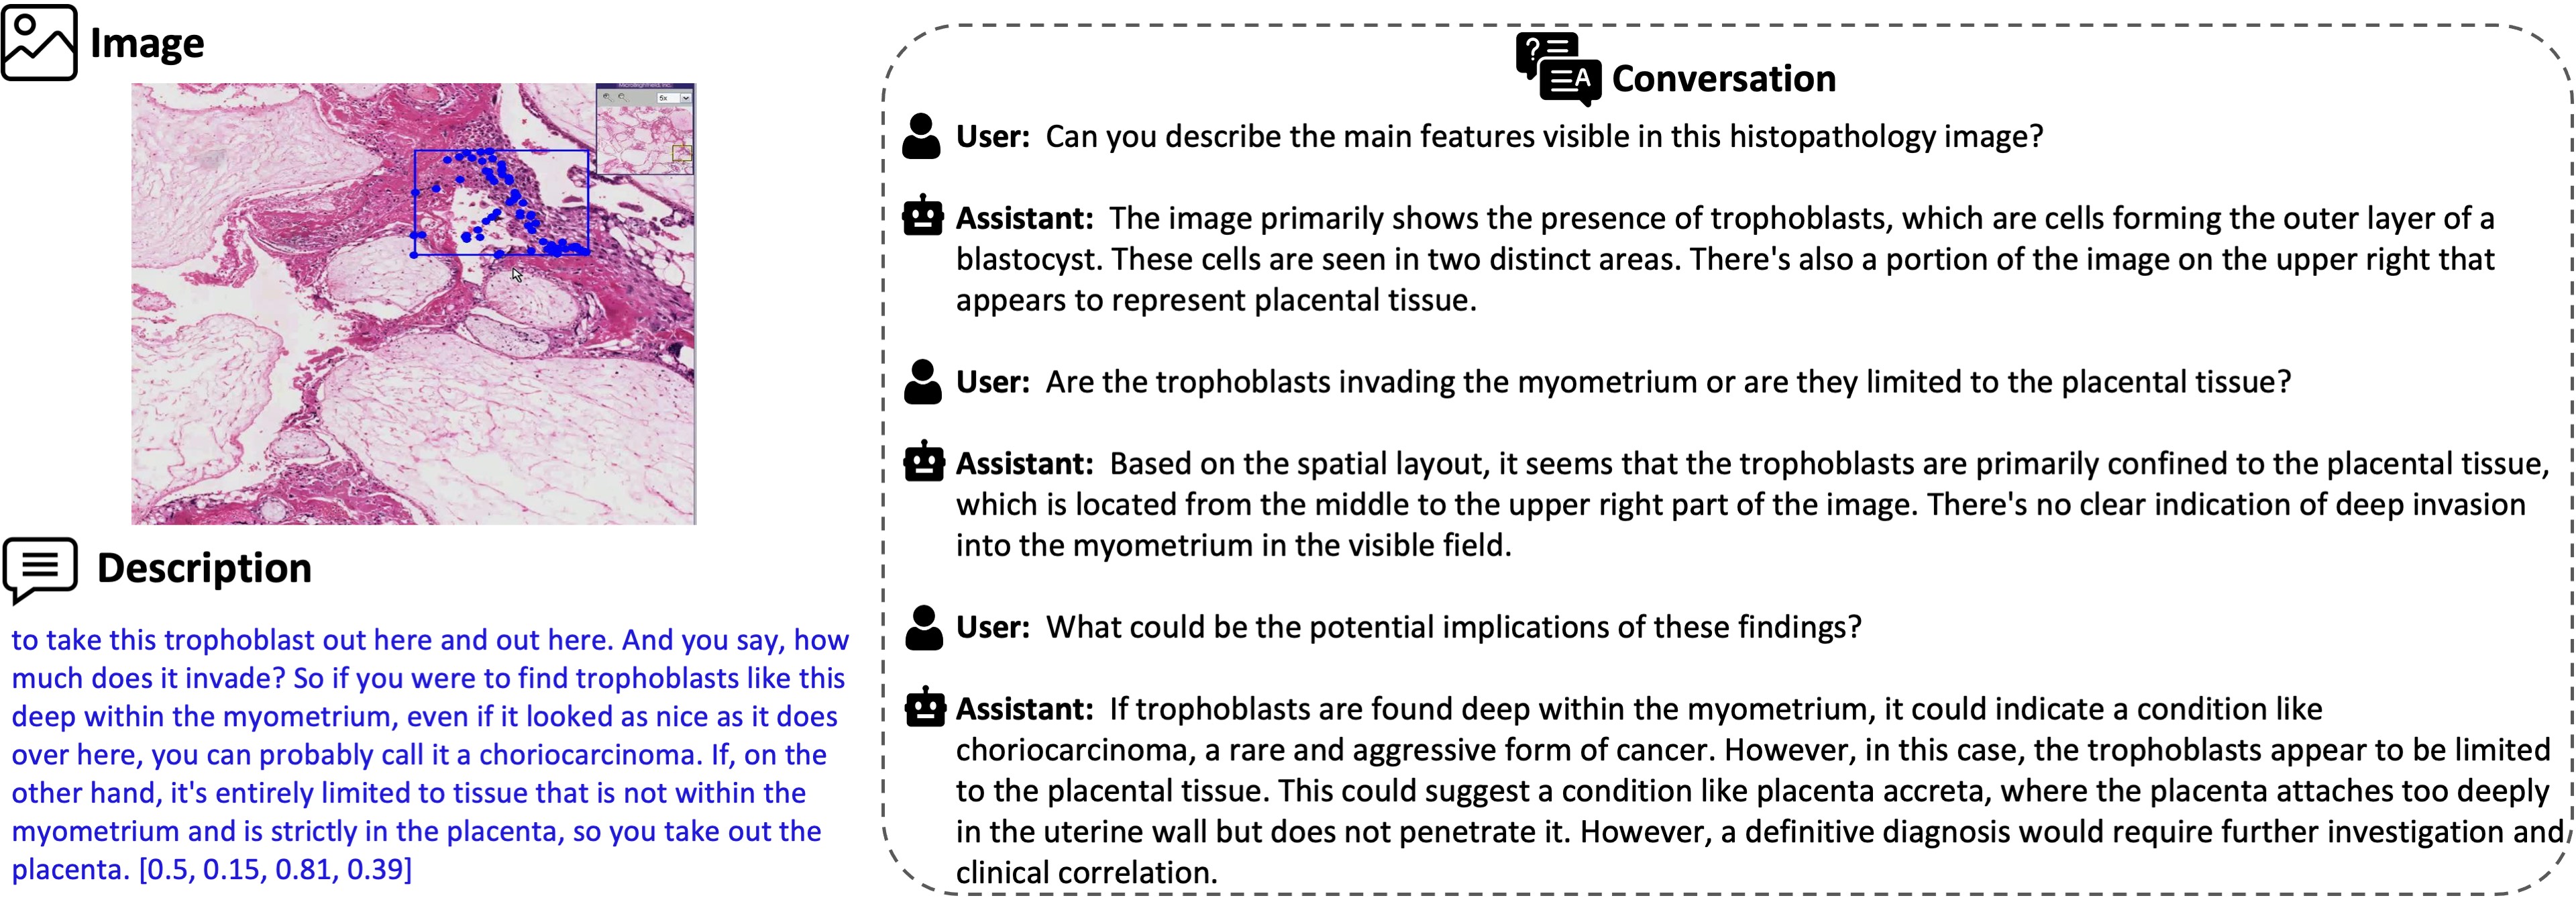 Image
5x
Description
to take this trophoblast out here and out here. And you say, how
much does it invade? So if you were to find trophoblasts like this
deep within the myometrium, even if it looked as nice as it does
over here, you can probably call it a choriocarcinoma. If, on the
other hand, it's entirely limited to tissue that is not within the
myometrium and is strictly in the placenta, so you take out the
placenta. [0.5, 0.15, 0.81, 0.39]
? A
Conversation
User: Can you describe the main features visible in this histopathology image?
Assistant: The image primarily shows the presence of trophoblasts, which are cells forming the outer layer of a
blastocyst. These cells are seen in two distinct areas. There's also a portion of the image on the upper right that
appears to represent placental tissue.
User: Are the trophoblasts invading the myometrium or are they limited to the placental tissue?
Assistant: Based on the spatial layout, it seems that the trophoblasts are primarily confined to the placental tissue,
which is located from the middle to the upper right part of the image. There's no clear indication of deep invasion
into the myometrium in the visible field.
User: What could be the potential implications of these findings?
Assistant: If trophoblasts are found deep within the myometrium, it could indicate a condition like
choriocarcinoma, a rare and aggressive form of cancer. However, in this case, the trophoblasts appear to be limited
to the placental tissue. This could suggest a condition like placenta accreta, where the placenta attaches too deeply
in the uterine wall but does not penetrate it. However, a definitive diagnosis would require further investigation and
clinical correlation.